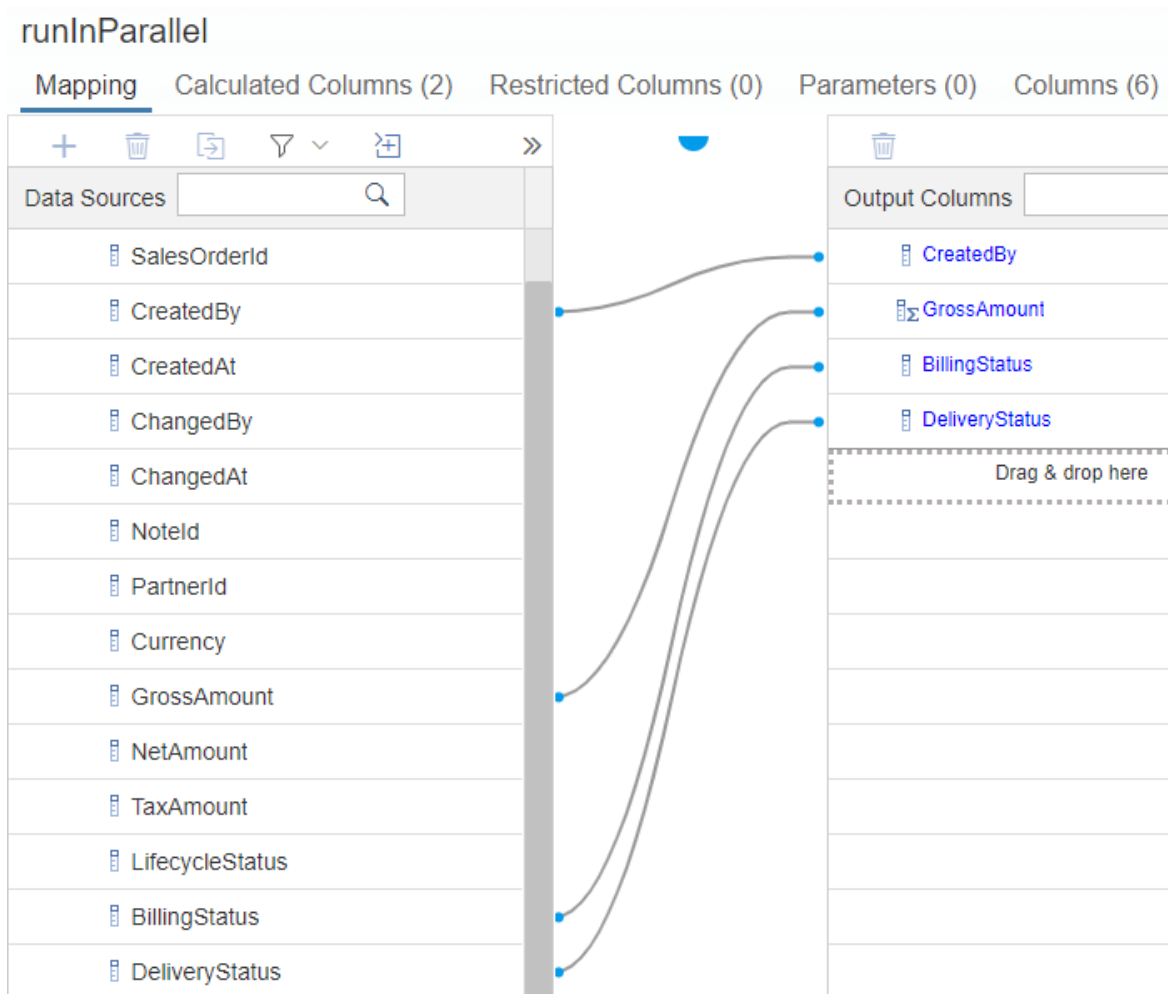 runInParallel
Mapping Calculated Columns (2) Restricted Columns (0) Parameters (0) Columns (6)
Data Sources Output Columns
SalesOrderId CreatedBy
CreatedBy GrossAmount
CreatedAt BillingStatus
ChangedBy DeliveryStatus
ChangedAt Drag & drop here
NoteId
PartnerId
Currency
GrossAmount
NetAmount
TaxAmount
LifecycleStatus
BillingStatus
DeliveryStatus